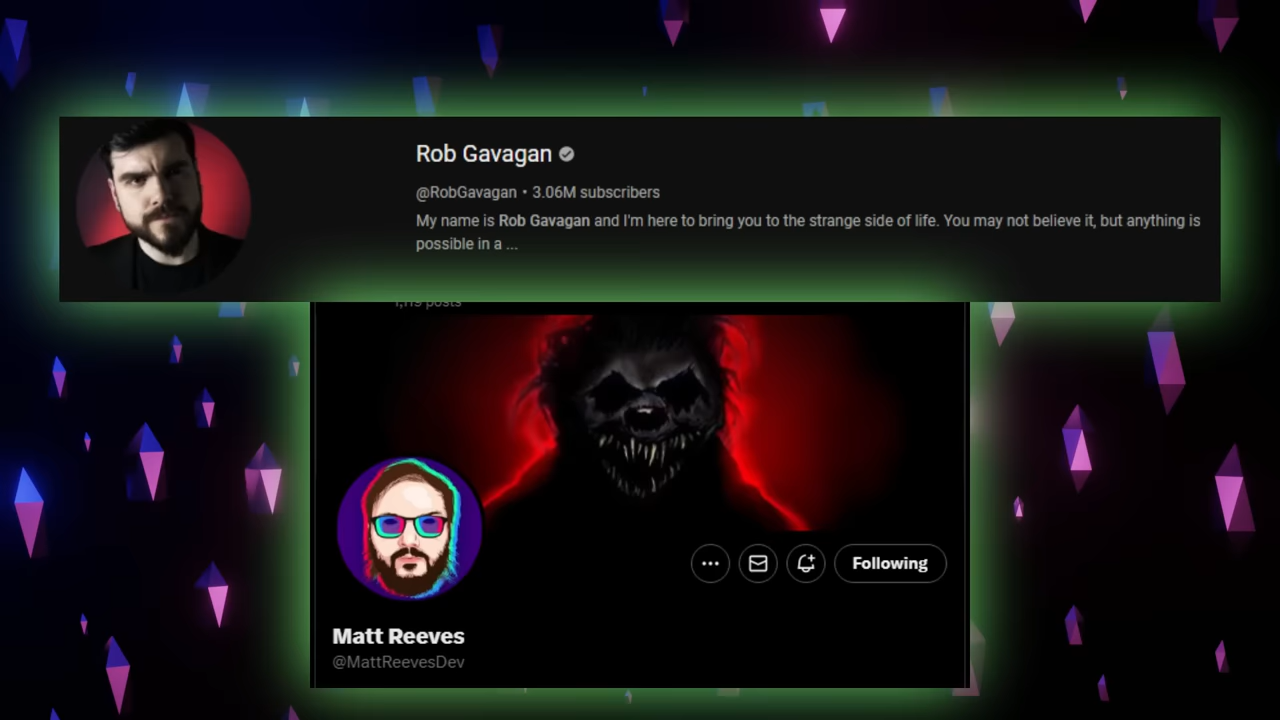 Rob Gavagan
@RobGavagan • 3.06M subscribers
My name is Rob Gavagan and I'm here to bring you to the strange side of life. You may not believe it, but anything is
possible in a ...
posts
Following
Matt Reeves
@MattReevesDev